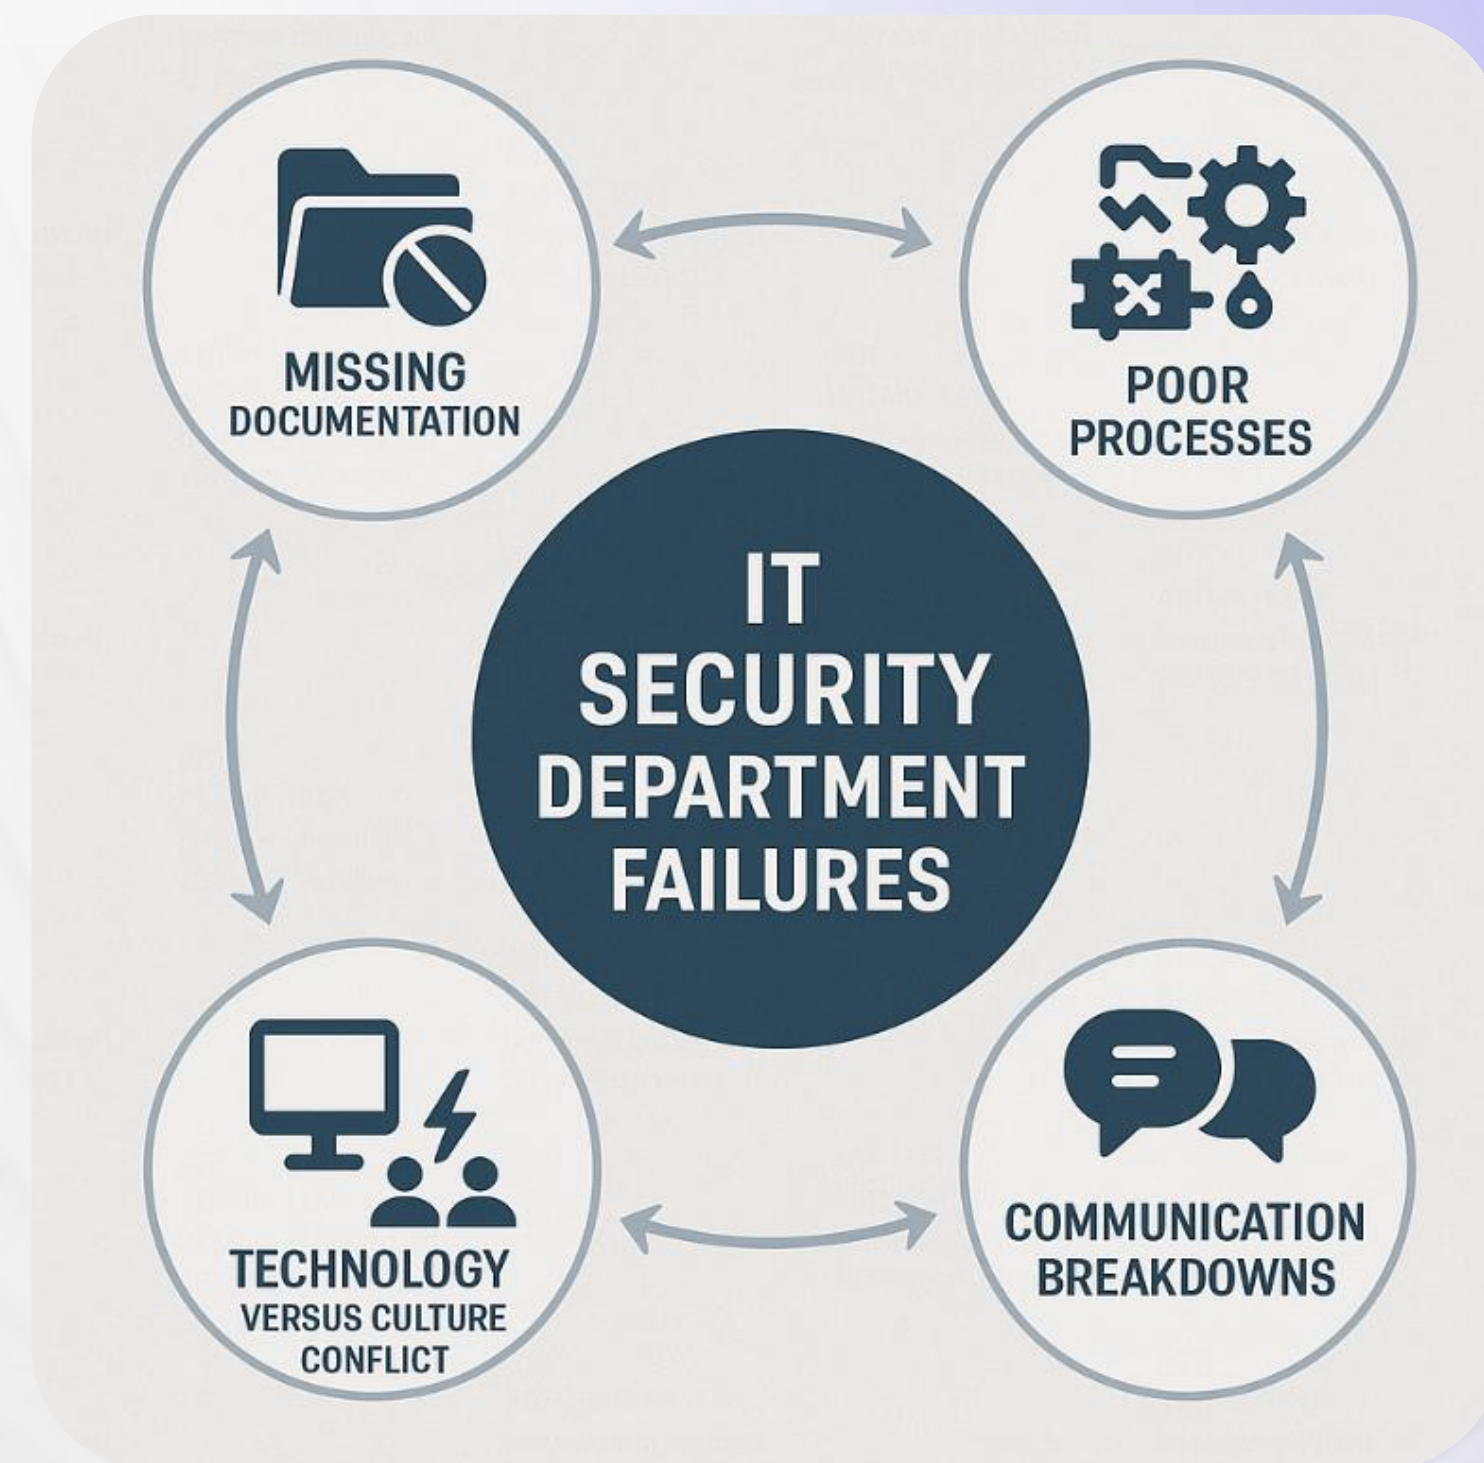 MISSING
DOCUMENTATION
POOR
PROCESSES
IT
SECURITY
DEPARTMENT
FAILURES
TECHNOLOGY
VERSUS CULTURE
CONFLICT
COMMUNICATION
BREAKDOWNS